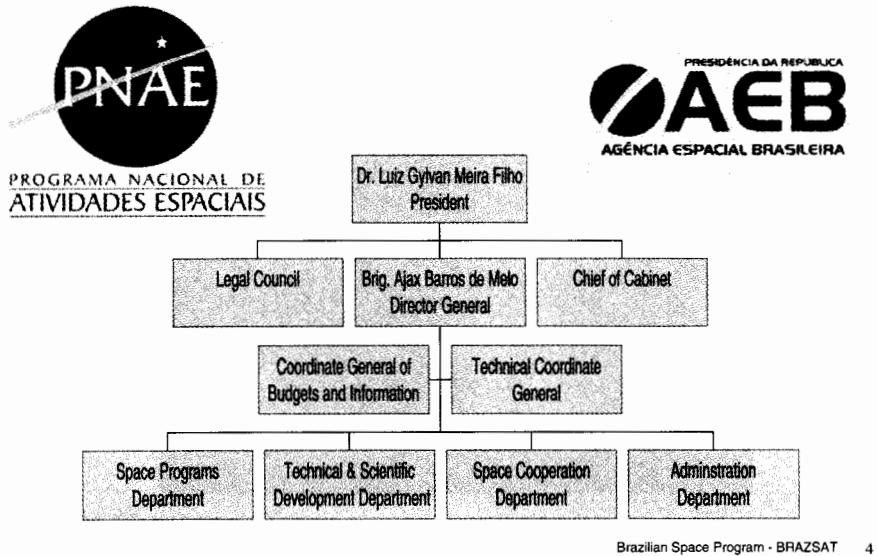 PNAE
PROGRAMA NACIONAL DE
ATIVIDADES ESPACIAIS
PRESIDÊNCIA DA REPÚBLICA
AEB
AGÊNCIA ESPACIAL BRASILEIRA
Dr. Luiz Gylvan Meira Filho
President
Legal Council
Brig. Ajax Barros de Melo
Director General
Chief of Cabinet
Coordinate General of
Budgets and Information
Technical Coordinate
General
Space Programs
Department
Technical & Scientific
Development Department
Space Cooperation
Department
Adminstration
Department
Brazilian Space Program - BRAZSAT 4